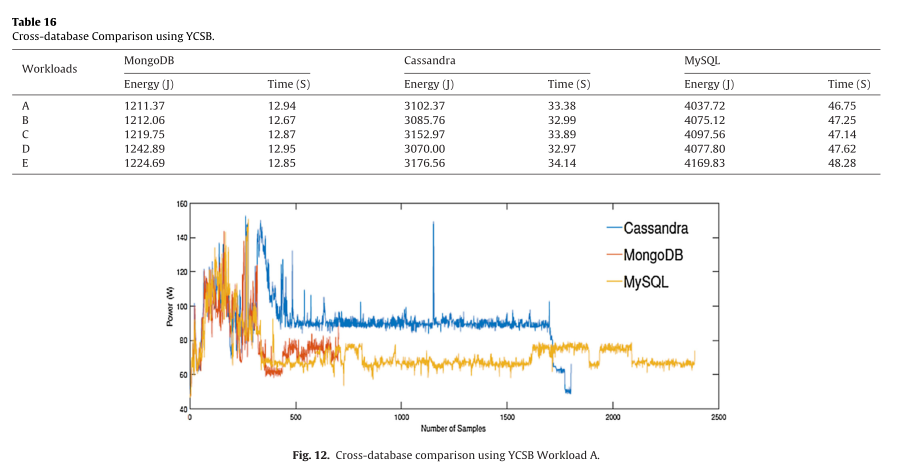 Table 16
Cross-database Comparison using YCSB.
Workloads MongoDB Cassandra MySQL
Energy (J) Time (S) Energy (J) Time (S) Energy (J) Time (S)
A 1211.37 12.94 3102.37 33.38 4037.72 46.75
B 1212.06 12.67 3085.76 32.99 4075.12 47.25
C 1219.75 12.87 3152.97 33.89 4097.56 47.14
D 1242.89 12.95 3070.00 32.97 4077.80 47.62
E 1224.69 12.85 3176.56 34.14 4169.83 48.28
160
140
120
100
80
60
40
Power (W)
Cassandra
MongoDB
MySQL
0 500 1000 1500 2000 2500
Number of Samples
Fig. 12. Cross-database comparison using YCSB Workload A.